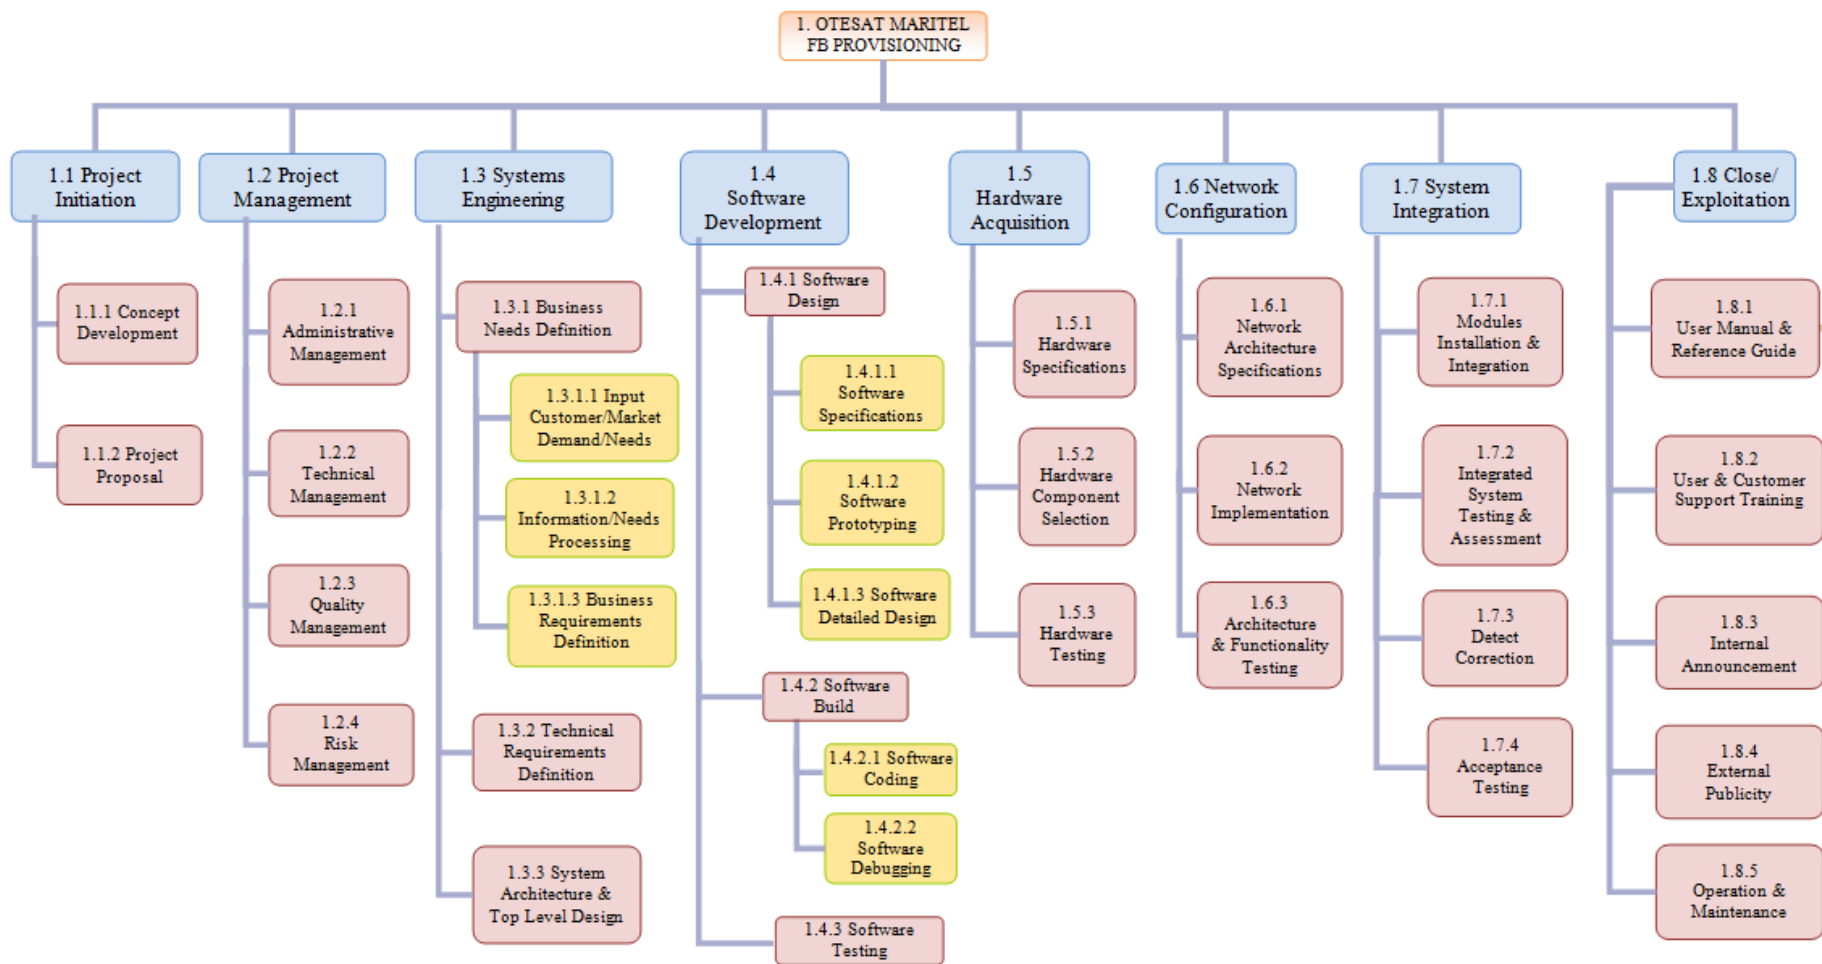 1. OTESAT MARITEL
FB PROVISIONING
1.1 Project
Initiation
1.1.1 Concept
Development
1.1.2 Project
Proposal
1.2 Project
Management
1.2.1
Administrative
Management
1.2.2
Technical
Management
1.2.3
Quality
Management
1.2.4
Risk
Management
1.3 Systems
Engineering
1.3.1 Business
Needs Definition
1.3.1.1 Input
Customer/Market
Demand/Needs
1.3.1.2
Information/Needs
Processing
1.3.1.3 Business
Requirements
Definition
1.3.2 Technical
Requirements
Definition
1.3.3 System
Architecture &
Top Level Design
1.4
Software
Development
1.4.1 Software
Design
1.4.1.1
Software
Specifications
1.4.1.2
Software
Prototyping
1.4.1.3 Software
Detailed Design
1.4.2 Software
Build
1.4.2.1 Software
Coding
1.4.2.2
Software
Debugging
1.4.3 Software
Testing
1.5
Hardware
Acquisition
1.5.1
Hardware
Specifications
1.5.2
Hardware
Component
Selection
1.5.3
Hardware
Testing
1.6 Network
Configuration
1.6.1
Network
Architecture
Specifications
1.6.2
Network
Implementation
1.6.3
Architecture
& Functionality
Testing
1.7 System
Integration
1.7.1
Modules
Installation &
Integration
1.7.2
Integrated
System
Testing &
Assessment
1.7.3
Detect
Correction
1.7.4
Acceptance
Testing
1.8 Close/
Exploitation
1.8.1
User Manual &
Reference Guide
1.8.2
User & Customer
Support Training
1.8.3
Internal
Announcement
1.8.4
External
Publicity
1.8.5
Operation &
Maintenance